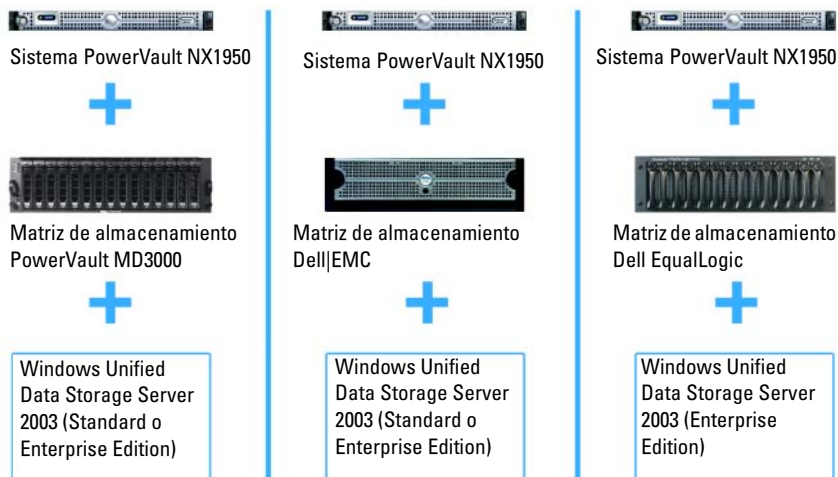 Sistema PowerVault NX1950
Matriz de almacenamiento
PowerVault MD3000
Windows Unified
Data Storage Server
2003 (Standard o
Enterprise Edition)
Sistema PowerVault NX1950
Matriz de almacenamiento
Dell|EMC
Windows Unified
Data Storage Server
2003 (Standard o
Enterprise Edition)
Sistema PowerVault NX1950
Matriz de almacenamiento
Dell EqualLogic
Windows Unified
Data Storage Server
2003 (Enterprise
Edition)